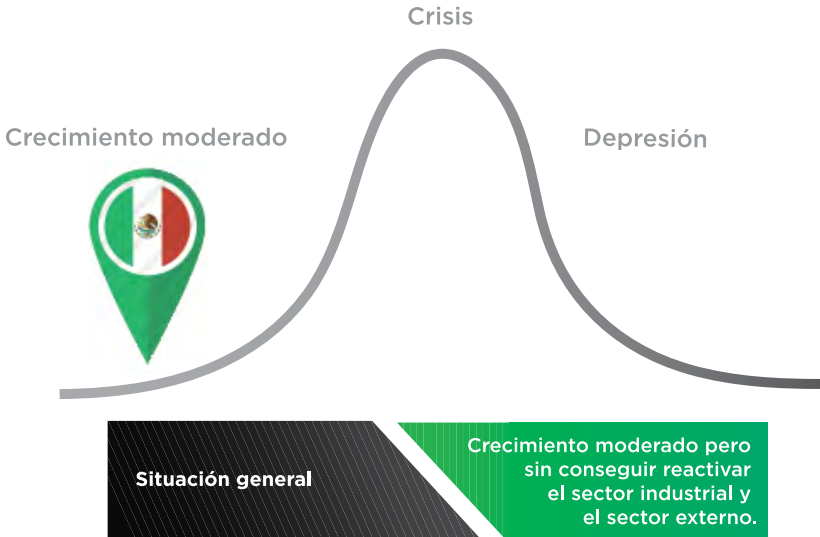 Crisis
Crecimiento moderado
Depresión
Situación general
Crecimiento moderado pero
sin conseguir reactivar
el sector industrial y
el sector externo.